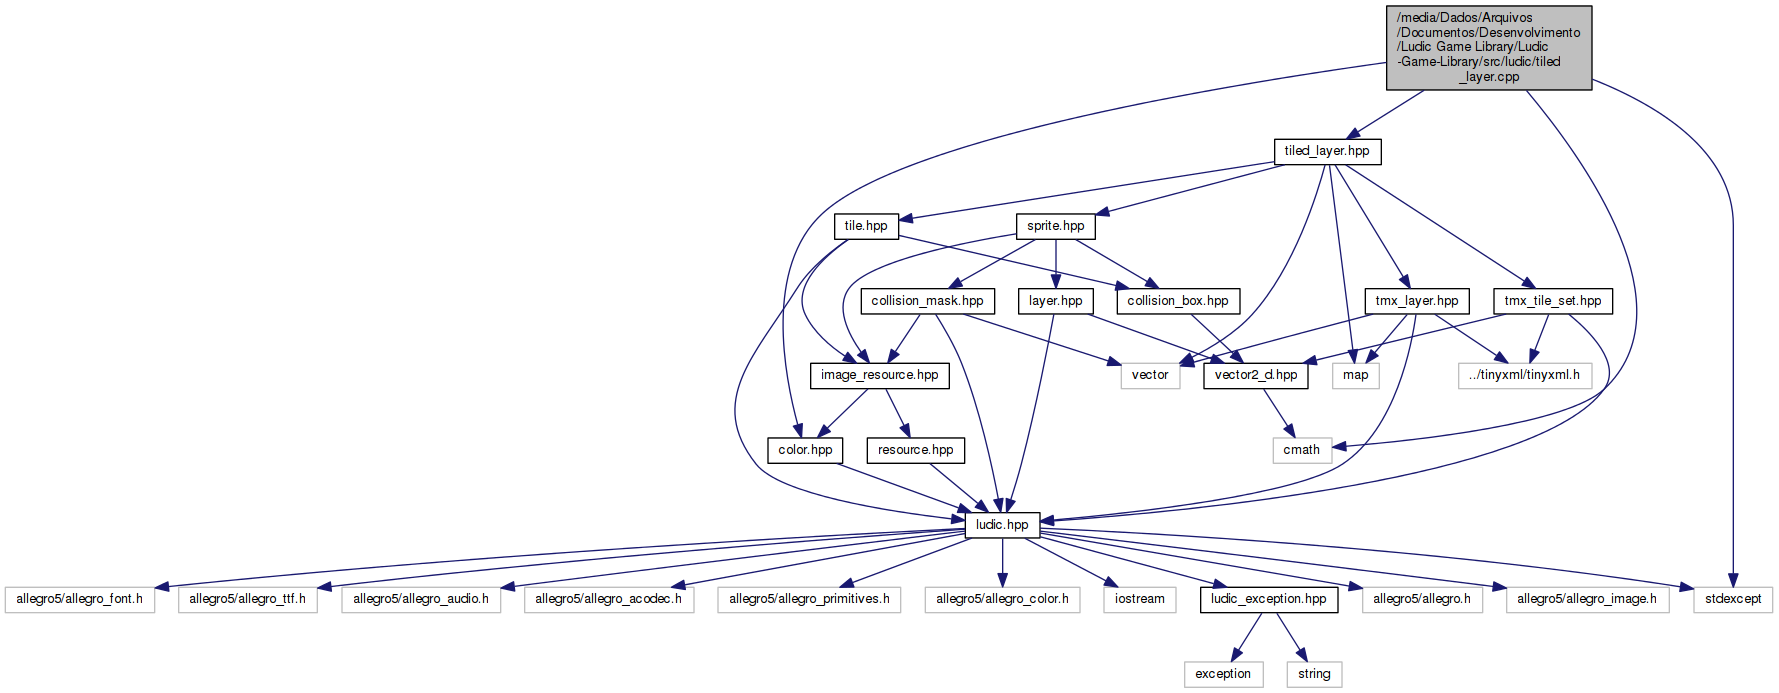 /media/Dados/Arquivos
/Documentos/Desenvolvimento
/Ludic Game Library/Ludic
-Game-Library/src/ludic/tiled
_layer.cpp
tiled_layer.hpp
tile.hpp
sprite.hpp
collision_mask.hpp
layer.hpp
collision_box.hpp
tmx_layer.hpp
tmx_tile_set.hpp
image_resource.hpp
vector
vector2_d.hpp
map
../tinyxml/tinyxml.h
color.hpp
resource.hpp
cmath
ludic.hpp
allegro5/allegro_font.h
allegro5/allegro_ttf.h
allegro5/allegro_audio.h
allegro5/allegro_acodec.h
allegro5/allegro_primitives.h
allegro5/allegro_color.h
iostream
ludic_exception.hpp
allegro5/allegro.h
allegro5/allegro_image.h
stdexcept
exception
string